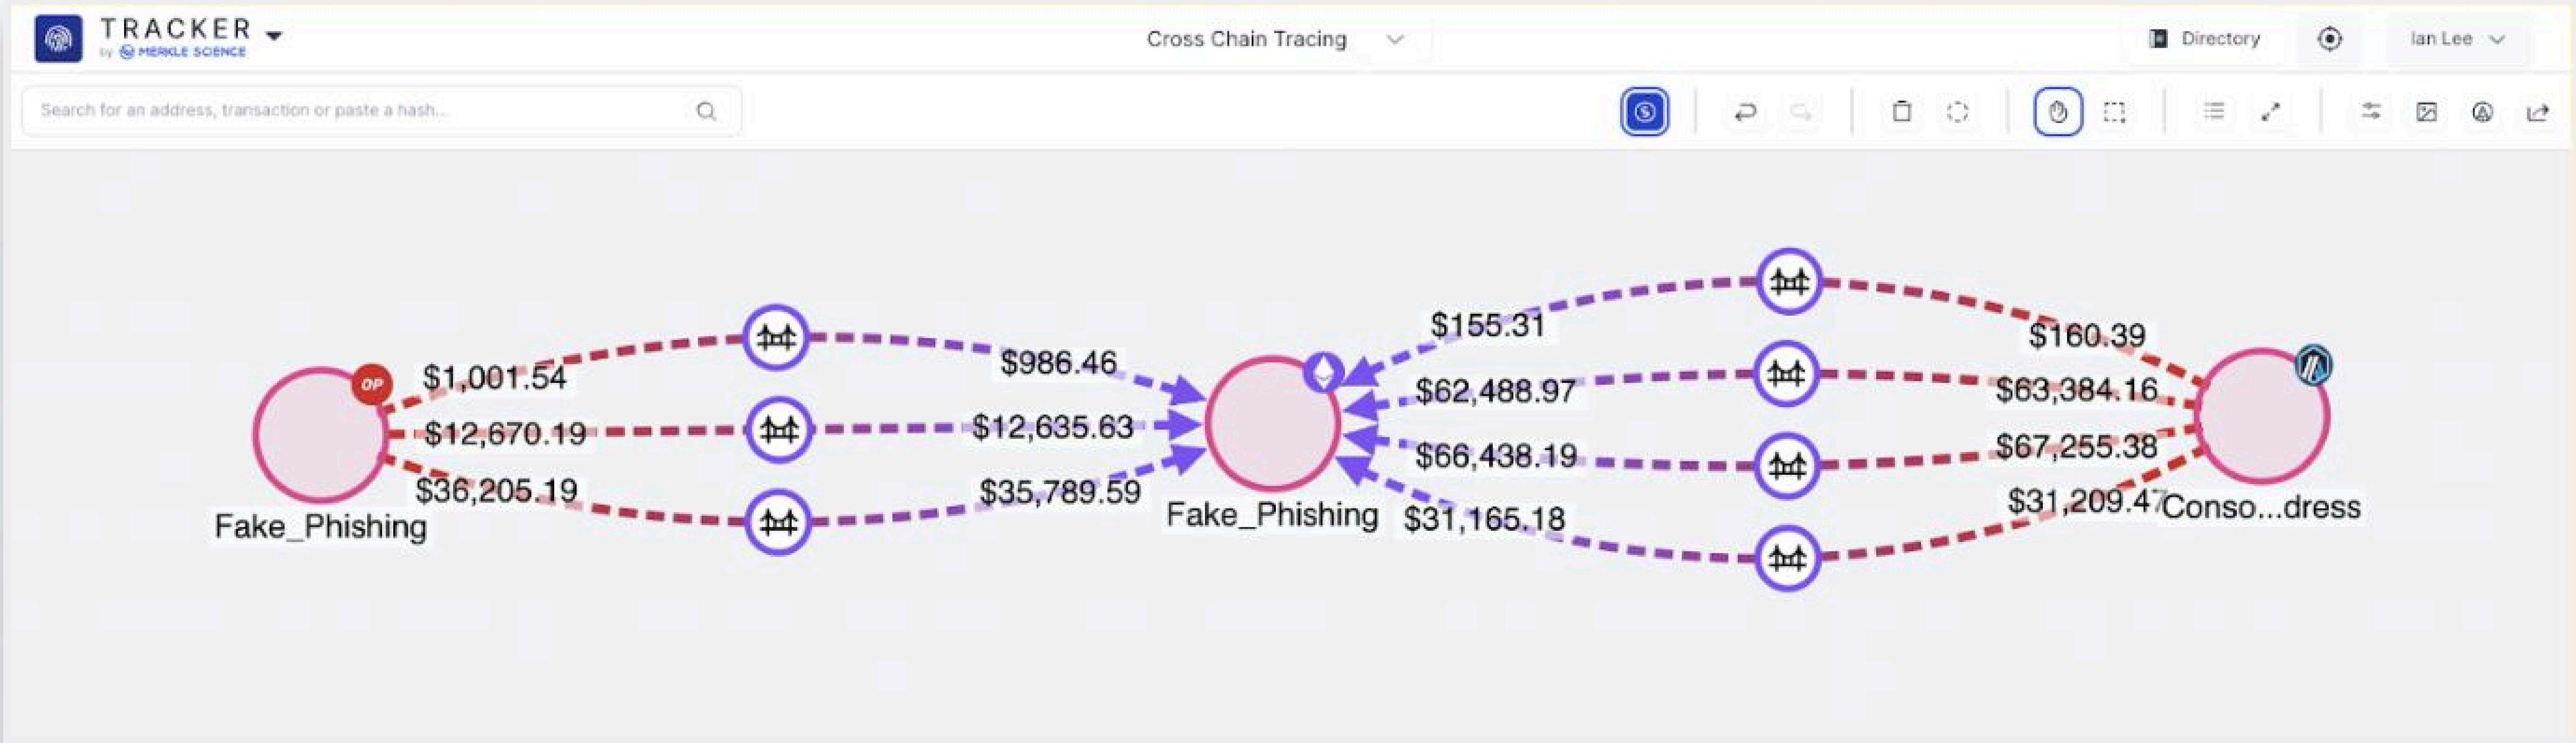 TRACKER
by MERKLE SCIENCE
Cross Chain Tracing
Directory
Ian Lee
Search for an address, transaction or paste a hash...
OP
$1,001.54
$12,670.19
$36,205.19
Fake_Phishing
$986.46
$12,635.63
$35,789.59
Fake_Phishing
$155.31
$62,488.97
$66,438.19
$31,165.18
$160.39
$63,384.16
$67,255.38
$31,209.47
Conso...dress